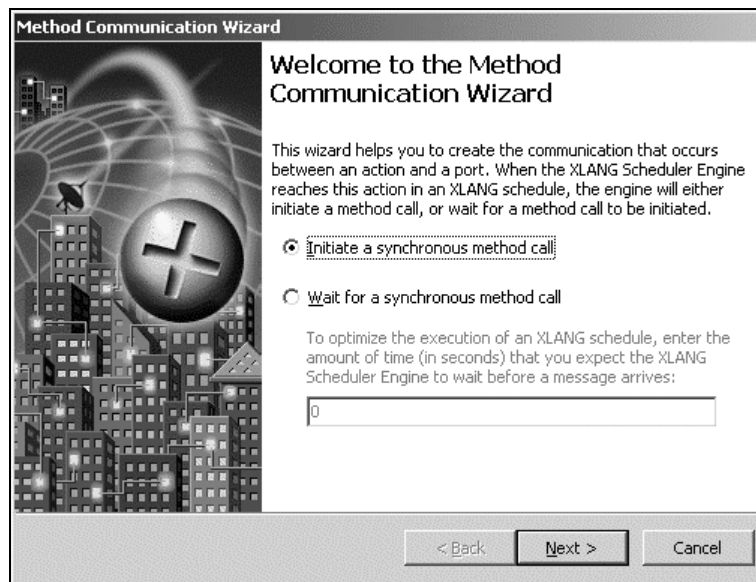 Method Communication Wizard
Welcome to the Method
Communication Wizard
This wizard helps you to create the communication that occurs
between an action and a port. When the XLANG Scheduler Engine
reaches this action in an XLANG schedule, the engine will either
initiate a method call, or wait for a method call to be initiated.
Initiate a synchronous method call
Wait for a synchronous method call
To optimize the execution of an XLANG schedule, enter the
amount of time (in seconds) that you expect the XLANG
Scheduler Engine to wait before a message arrives:
0
< Back Next > Cancel